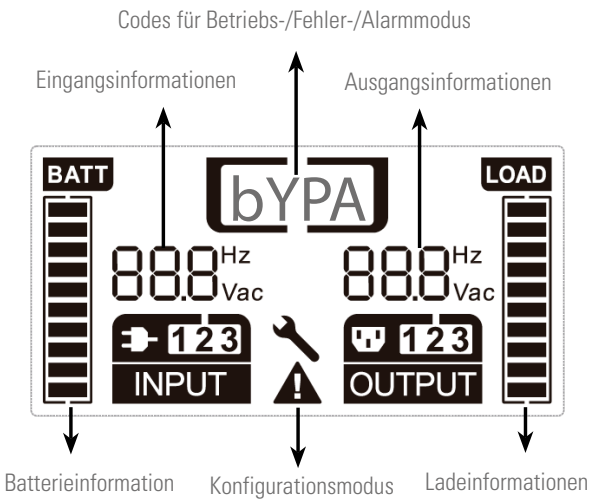 Codes für Betriebs-/Fehler-/Alarmmodus
Eingangsinformationen
Ausgangsinformationen
BATT
bYPA
LOAD
88.8 Hz Vac
88.8 Hz Vac
123
123
INPUT
OUTPUT
Batterieinformation
Konfigurationsmodus
Ladeinformationen